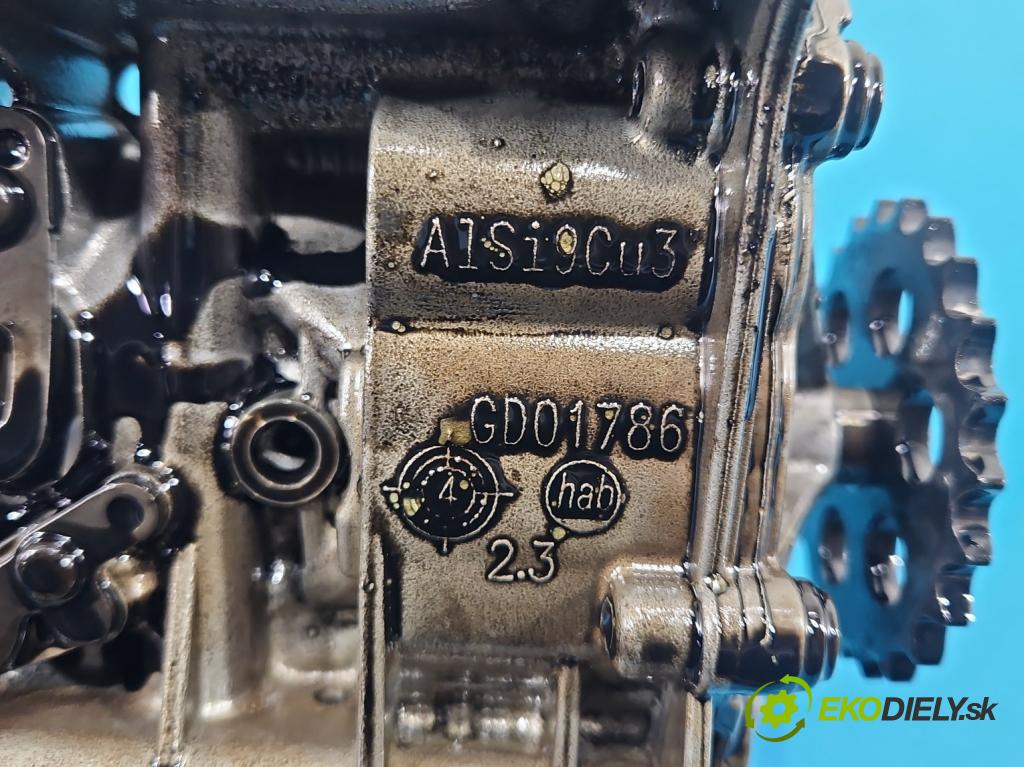 AlSi9Cu3
GD01786
4 hab
2.3
EKODIELY.sk